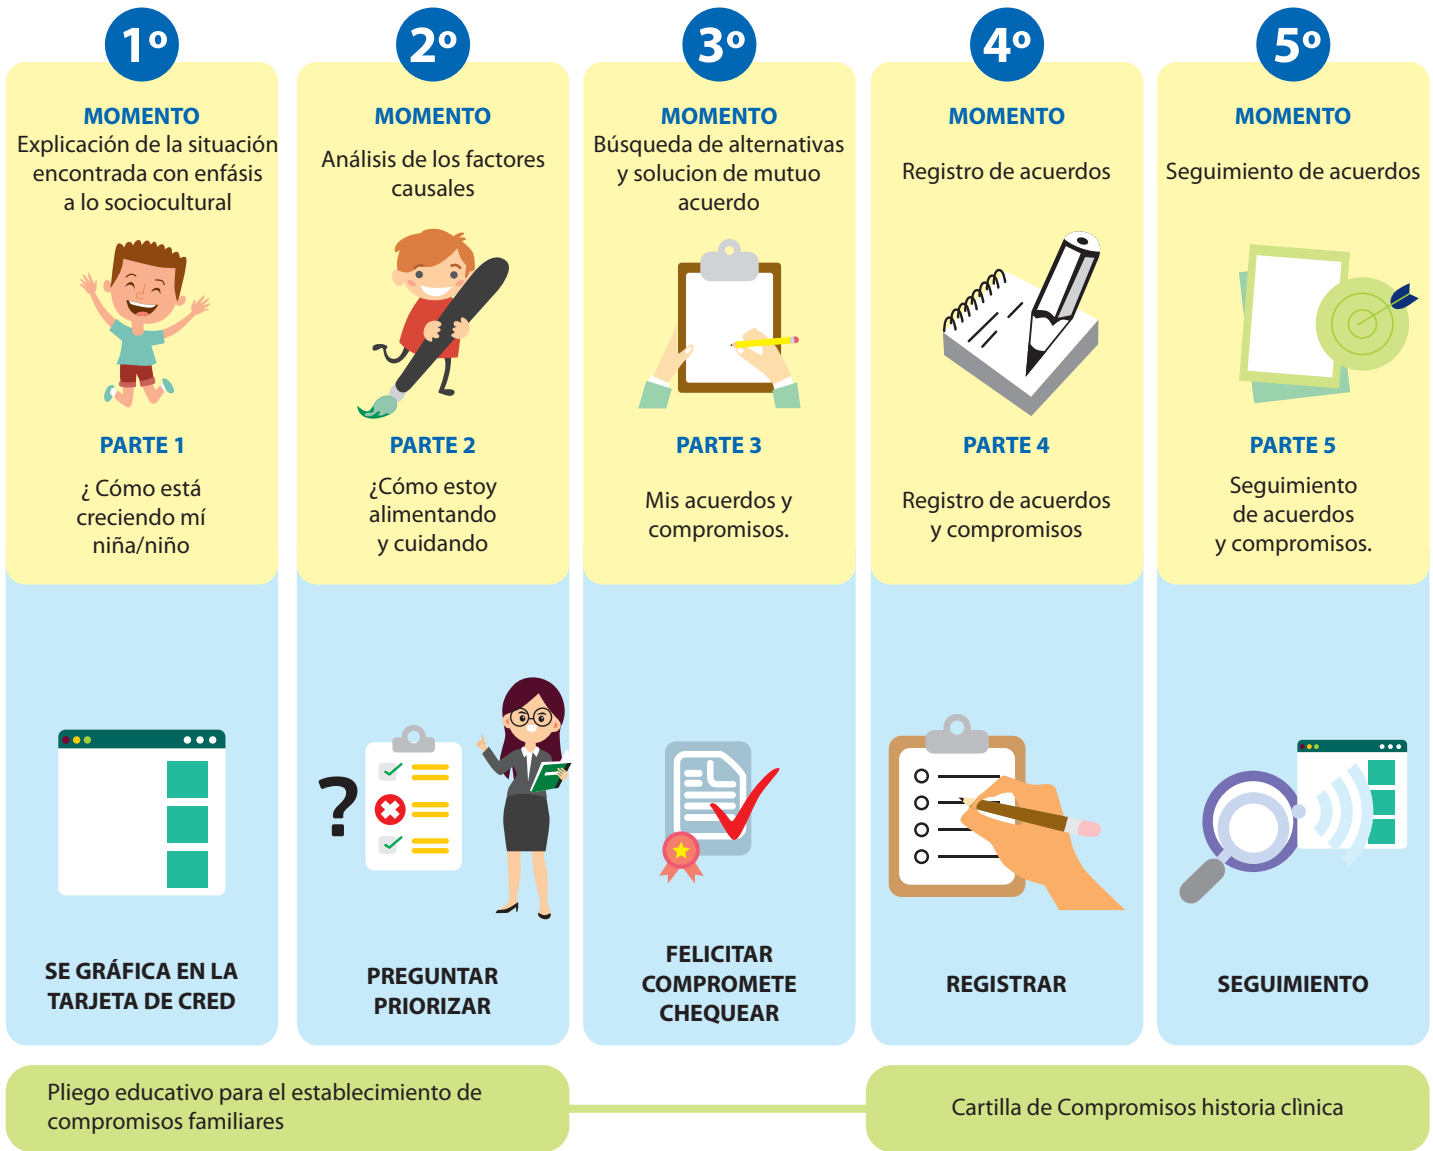 1º
MOMENTO
Explicación de la situación
encontrada con enfásis
a lo sociocultural
PARTE 1
¿ Cómo está
creciendo mí
niña/niño
SE GRÁFICA EN LA
TARJETA DE CRED
2º
MOMENTO
Análisis de los factores
causales
PARTE 2
¿Cómo estoy
alimentando
y cuidando
?
PREGUNTAR
PRIORIZAR
3º
MOMENTO
Búsqueda de alternativas
y solucion de mutuo
acuerdo
PARTE 3
Mis acuerdos y
compromisos.
FELICITAR
COMPROMETE
CHEQUEAR
4º
MOMENTO
Registro de acuerdos
PARTE 4
Registro de acuerdos
y compromisos
REGISTRAR
5º
MOMENTO
Seguimiento de acuerdos
PARTE 5
Seguimiento
de acuerdos
y compromisos.
SEGUIMIENTO
Pliego educativo para el establecimiento de
compromisos familiares
Cartilla de Compromisos historia clìnica